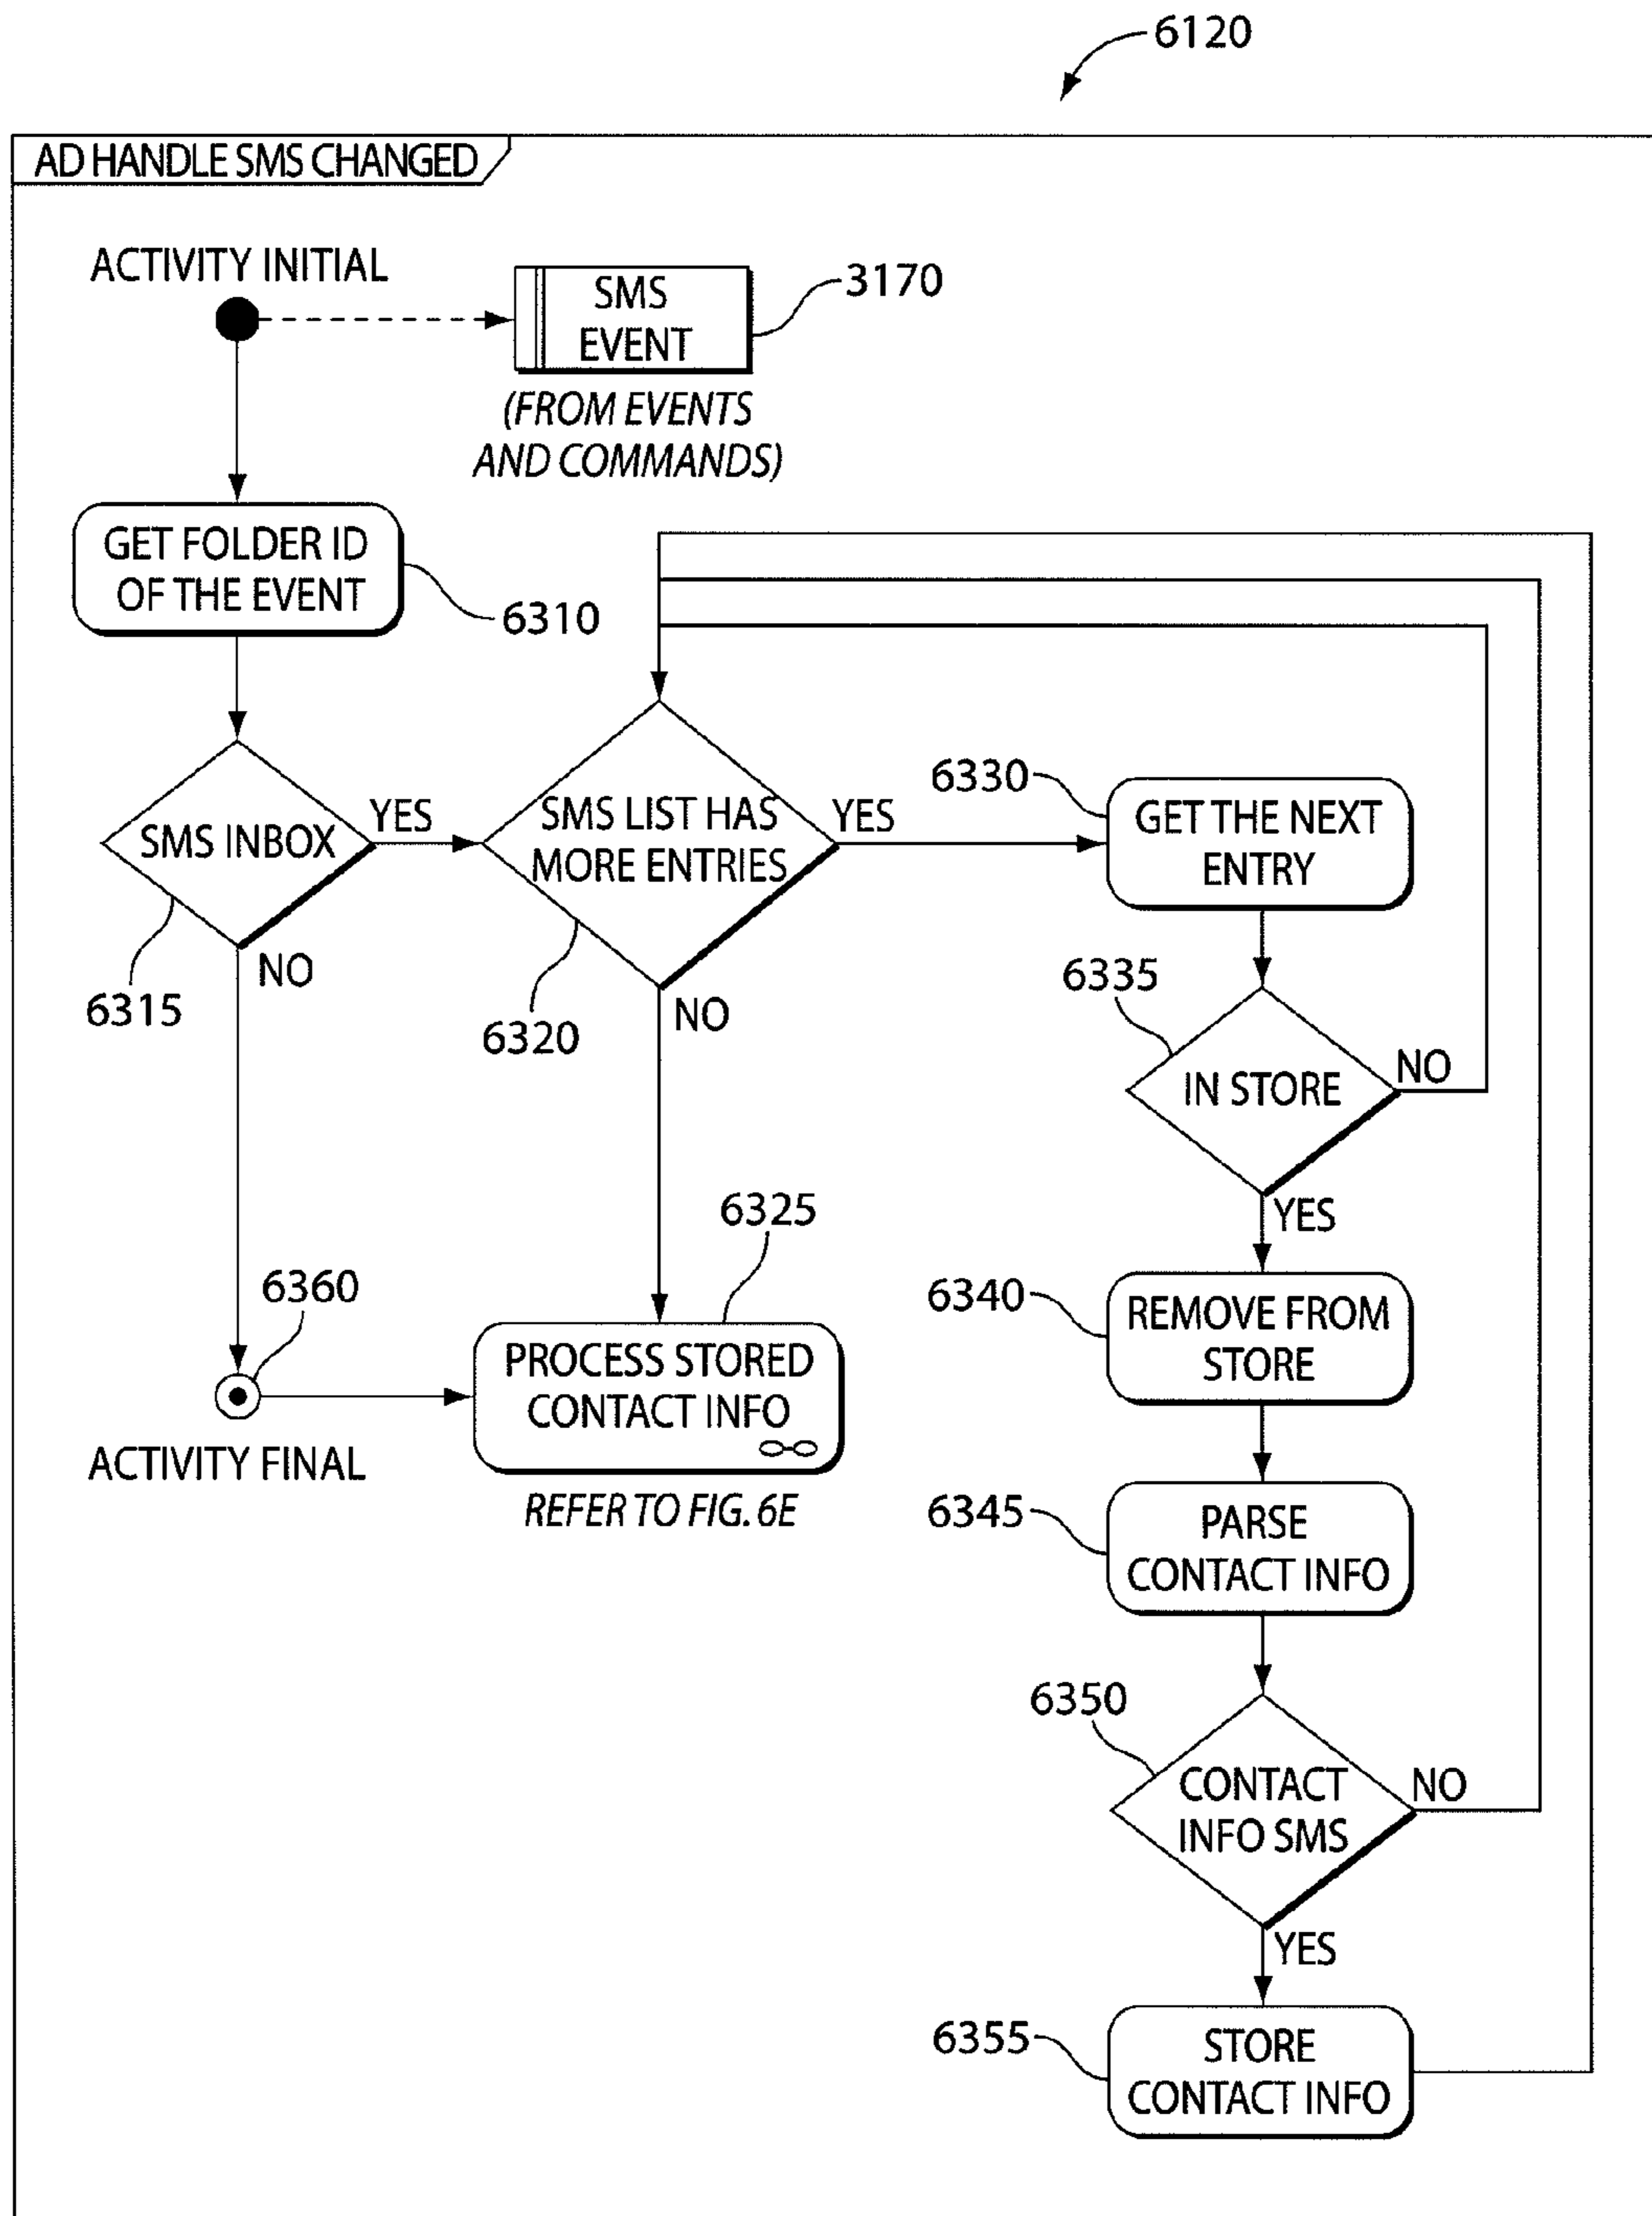 6120
AD HANDLE SMS CHANGED
ACTIVITY INITIAL
SMS
EVENT
3170
(FROM EVENTS
AND COMMANDS)
GET FOLDER ID
OF THE EVENT
6310
SMS INBOX
YES
NO
6315
SMS LIST HAS
MORE ENTRIES
YES
NO
6320
6330
GET THE NEXT
ENTRY
6335
IN STORE
NO
YES
6340
REMOVE FROM
STORE
6345
PARSE
CONTACT INFO
6350
CONTACT
INFO SMS
NO
YES
6355
STORE
CONTACT INFO
6360
ACTIVITY FINAL
6325
PROCESS STORED
CONTACT INFO
REFER TO FIG. 6E